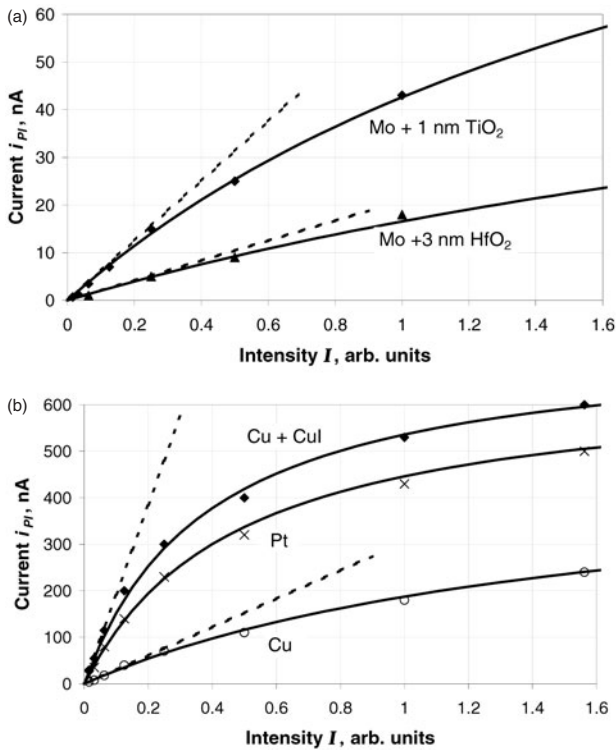 (a)
60
50
40
30
20
10
0
Current i_PI, nA
Mo + 1 nm TiO₂
Mo +3 nm HfO₂
0 0.2 0.4 0.6 0.8 1 1.2 1.4 1.6
Intensity I, arb. units
(b)
600
500
400
300
200
100
0
Current i_PI, nA
Cu + CuI
Pt
Cu
0 0.2 0.4 0.6 0.8 1 1.2 1.4 1.6
Intensity I, arb. units